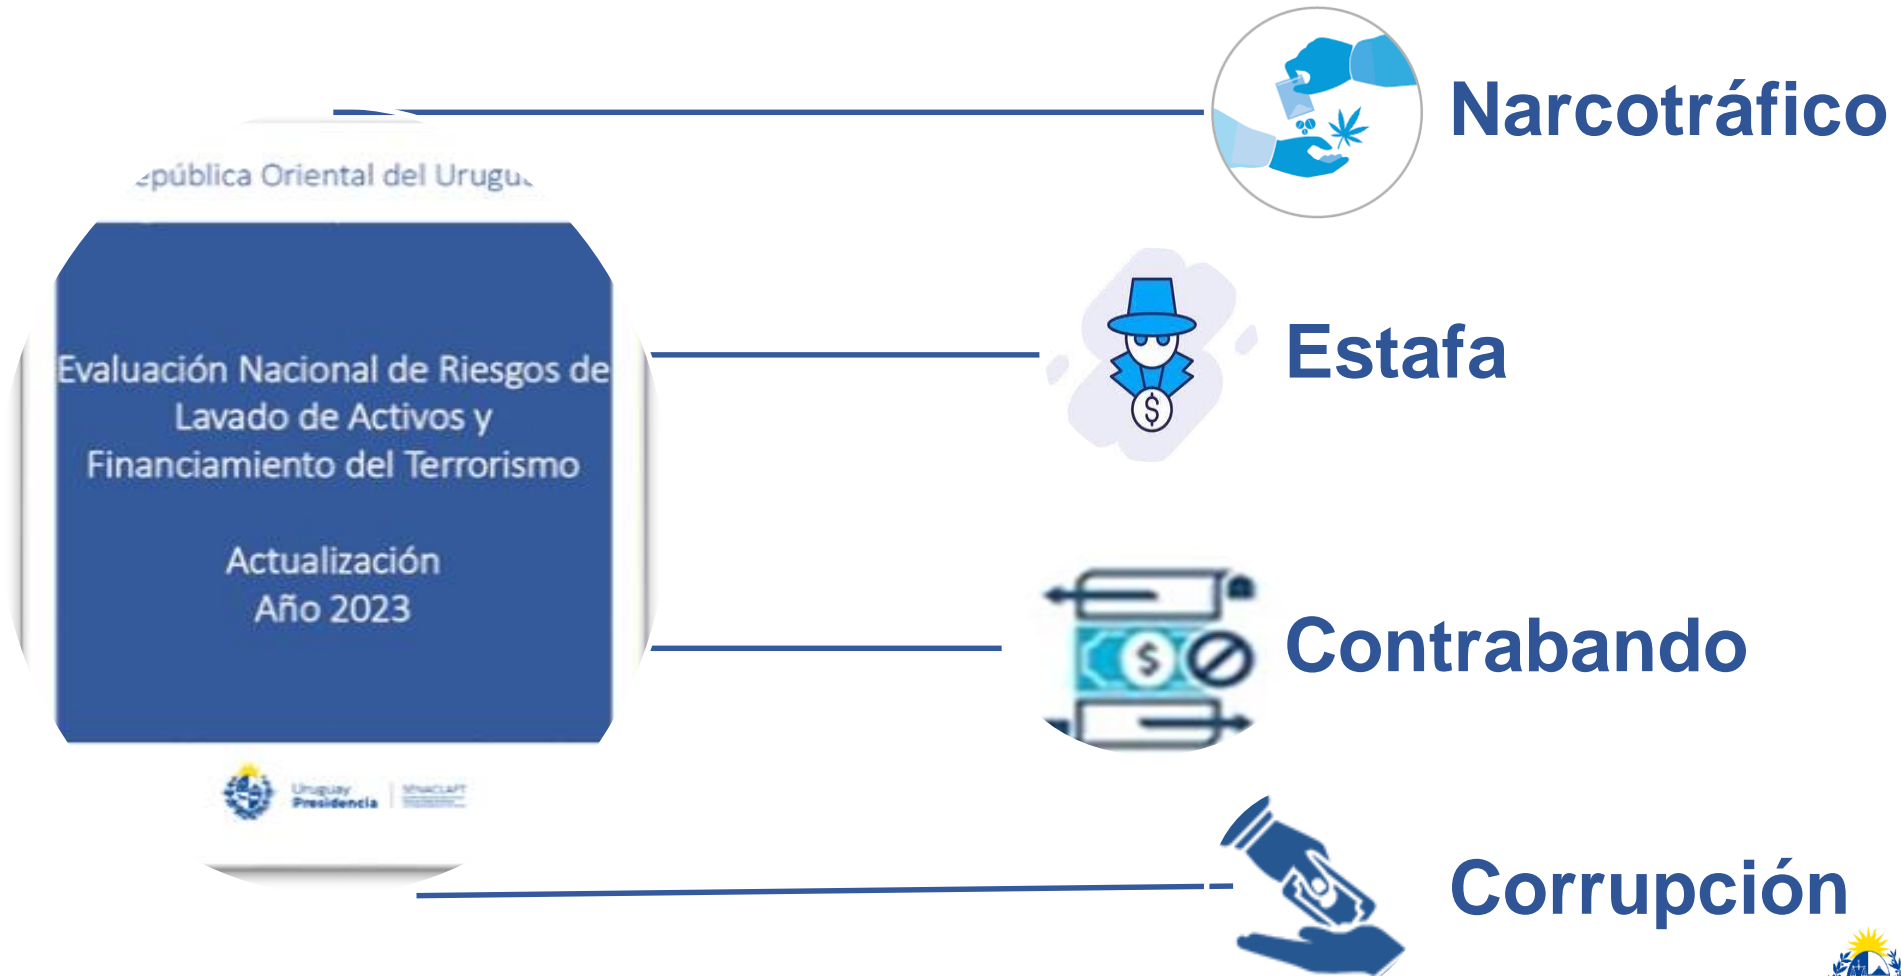 Narcotráfico
epública Oriental del Urugu
Evaluación Nacional de Riesgos de
Lavado de Activos y
Financiamiento del Terrorismo
Actualización
Año 2023
Estafa
$
Contrabando
$
Uruguay
Presidencia
SENACLAFT
Corrupción